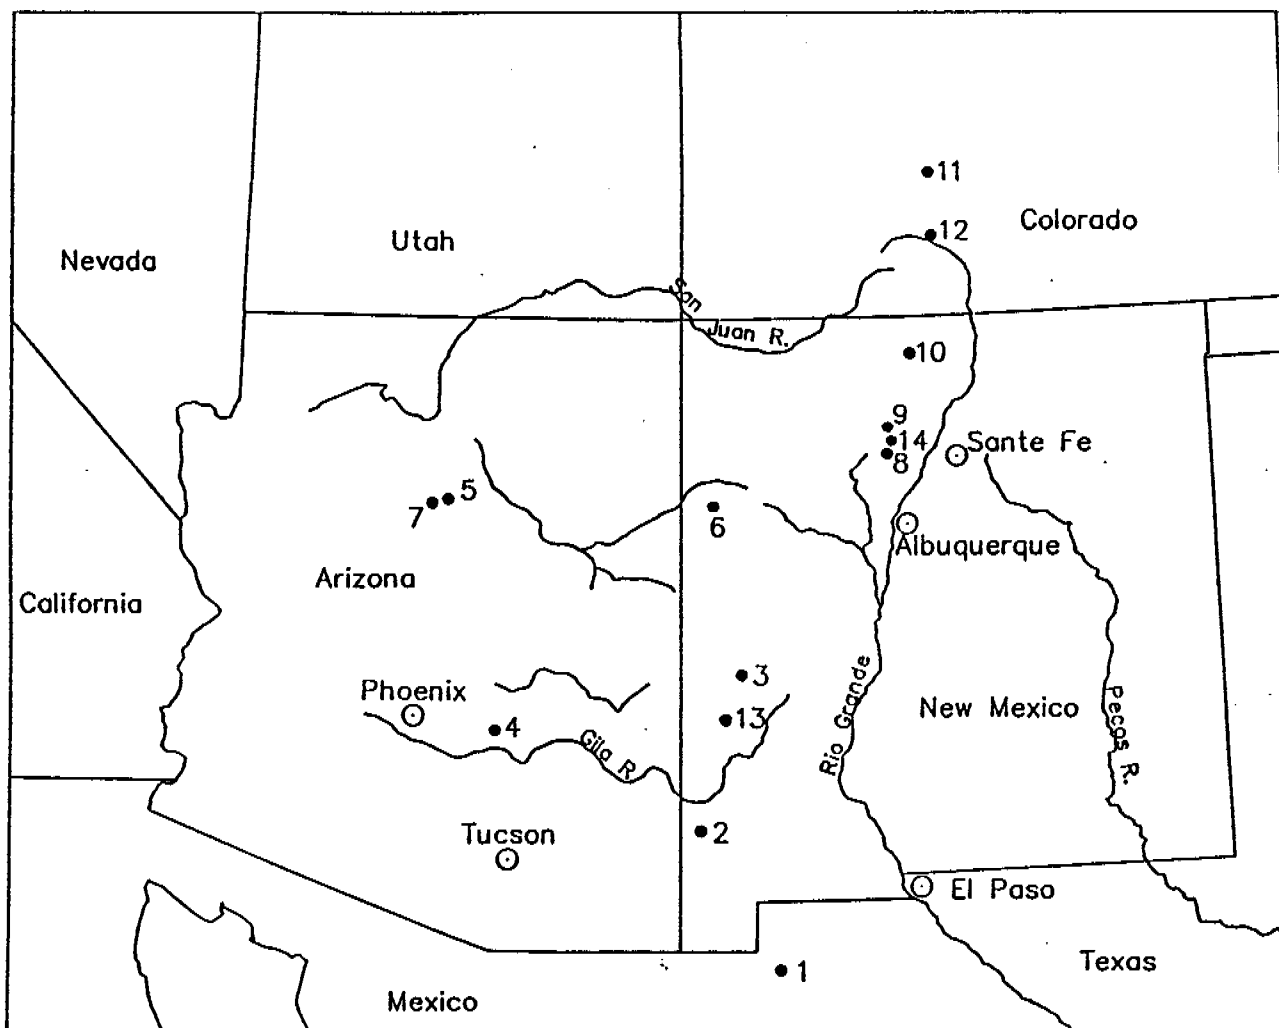 11
Colorado
12
Utah
Nevada
San
Juan R.
10
9
14
Sante Fe
8
5
7
6
Albuquerque
Arizona
California
3
Phoenix
Rio Grande
New Mexico
Pecos R.
13
4
Gila R
2
Tucson
El Paso
1
Texas
Mexico